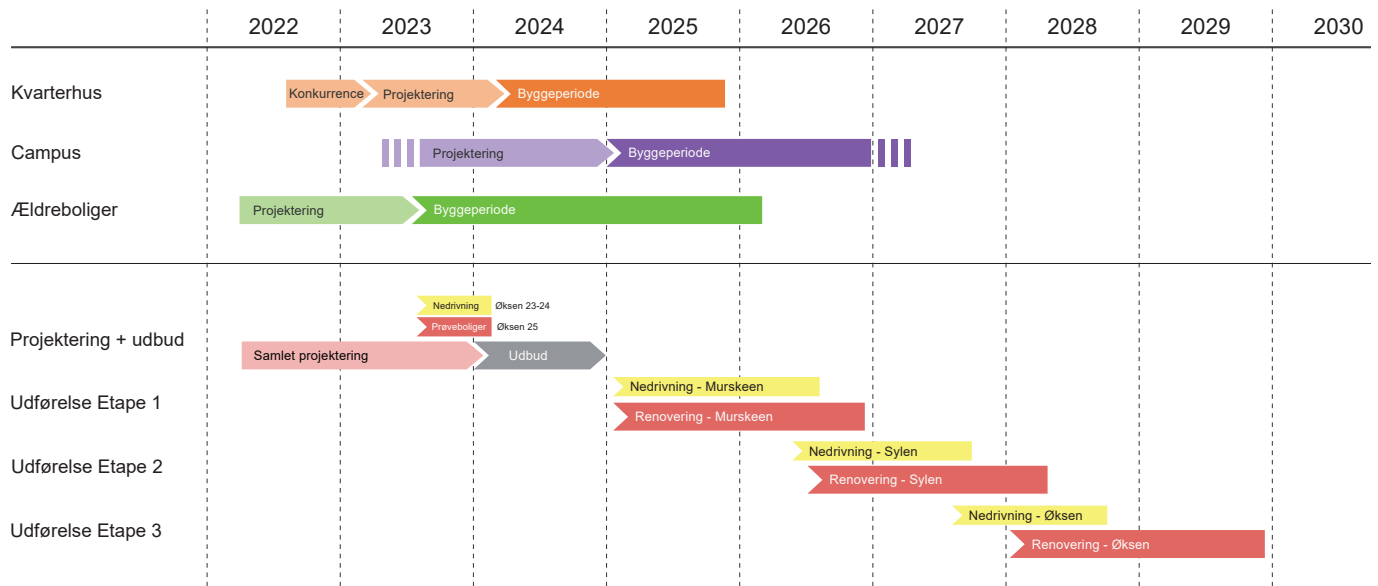 2022 2023 2024 2025 2026 2027 2028 2029 2030
Kvarterhus Konkurrence Projektering Byggeperiode
Campus Projektering Byggeperiode
Ældreboliger Projektering Byggeperiode
Nedrivning Øksen 23-24
Prøveboliger Øksen 25
Projektering + udbud
Samlet projektering Udbud
Nedrivning - Murskeen
Udførelse Etape 1
Renovering - Murskeen
Nedrivning - Sylen
Udførelse Etape 2
Renovering - Sylen
Nedrivning - Øksen
Udførelse Etape 3
Renovering - Øksen